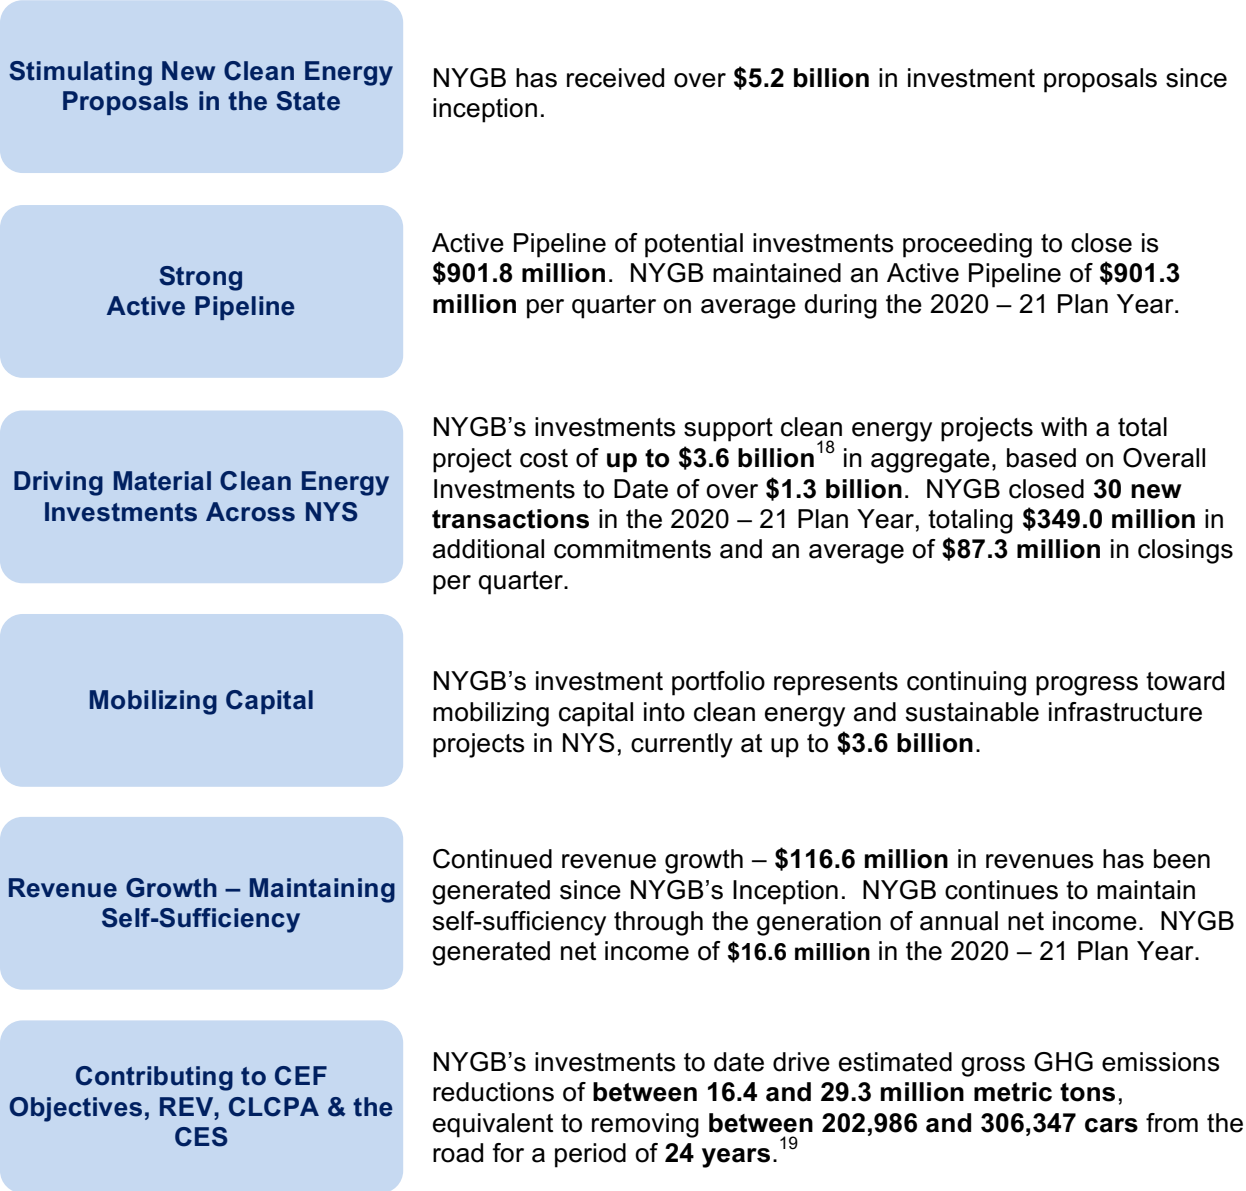 Stimulating New Clean Energy
Proposals in the State
NYGB has received over $5.2 billion in investment proposals since
inception.
Strong
Active Pipeline
Active Pipeline of potential investments proceeding to close is
$901.8 million.  NYGB maintained an Active Pipeline of $901.3
million per quarter on average during the 2020 – 21 Plan Year.
Driving Material Clean Energy
Investments Across NYS
NYGB’s investments support clean energy projects with a total
project cost of up to $3.6 billion18 in aggregate, based on Overall
Investments to Date of over $1.3 billion.  NYGB closed 30 new
transactions in the 2020 – 21 Plan Year, totaling $349.0 million in
additional commitments and an average of $87.3 million in closings
per quarter.
Mobilizing Capital
NYGB’s investment portfolio represents continuing progress toward
mobilizing capital into clean energy and sustainable infrastructure
projects in NYS, currently at up to $3.6 billion.
Revenue Growth – Maintaining
Self-Sufficiency
Continued revenue growth – $116.6 million in revenues has been
generated since NYGB’s Inception.  NYGB continues to maintain
self-sufficiency through the generation of annual net income.  NYGB
generated net income of $16.6 million in the 2020 – 21 Plan Year.
Contributing to CEF
Objectives, REV, CLCPA & the
CES
NYGB’s investments to date drive estimated gross GHG emissions
reductions of between 16.4 and 29.3 million metric tons,
equivalent to removing between 202,986 and 306,347 cars from the
road for a period of 24 years.19